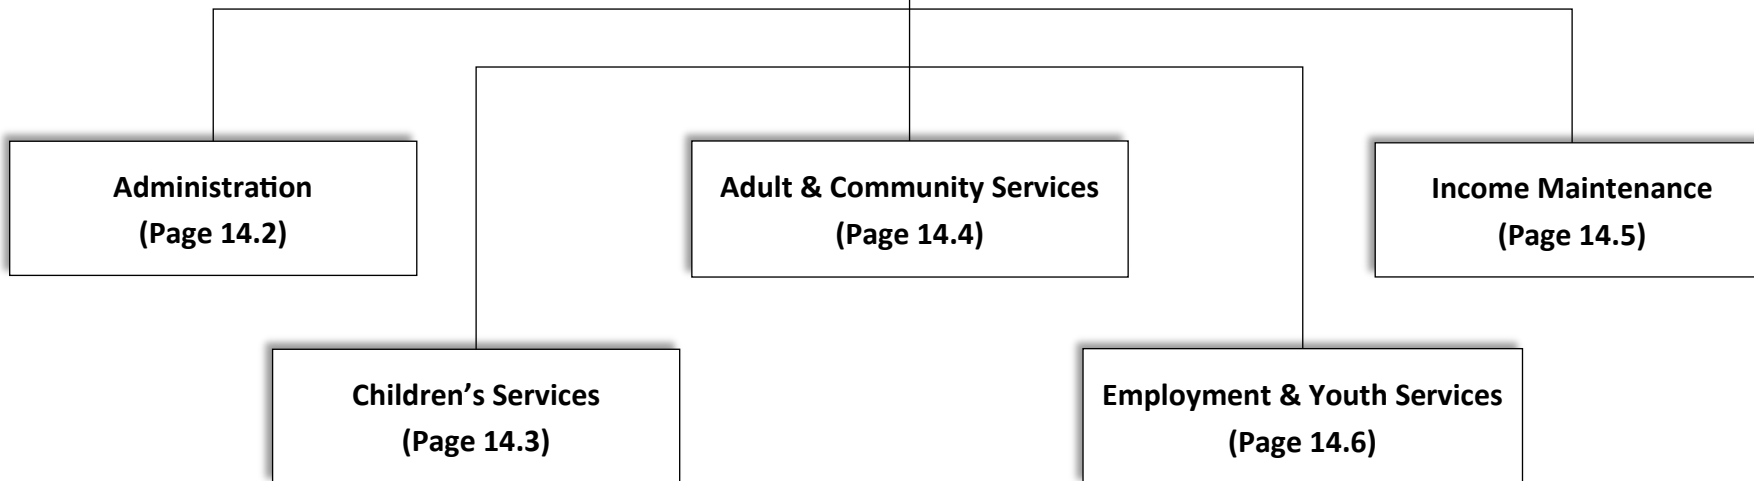 Administration
(Page 14.2)
Adult & Community Services
(Page 14.4)
Income Maintenance
(Page 14.5)
Children’s Services
(Page 14.3)
Employment & Youth Services
(Page 14.6)